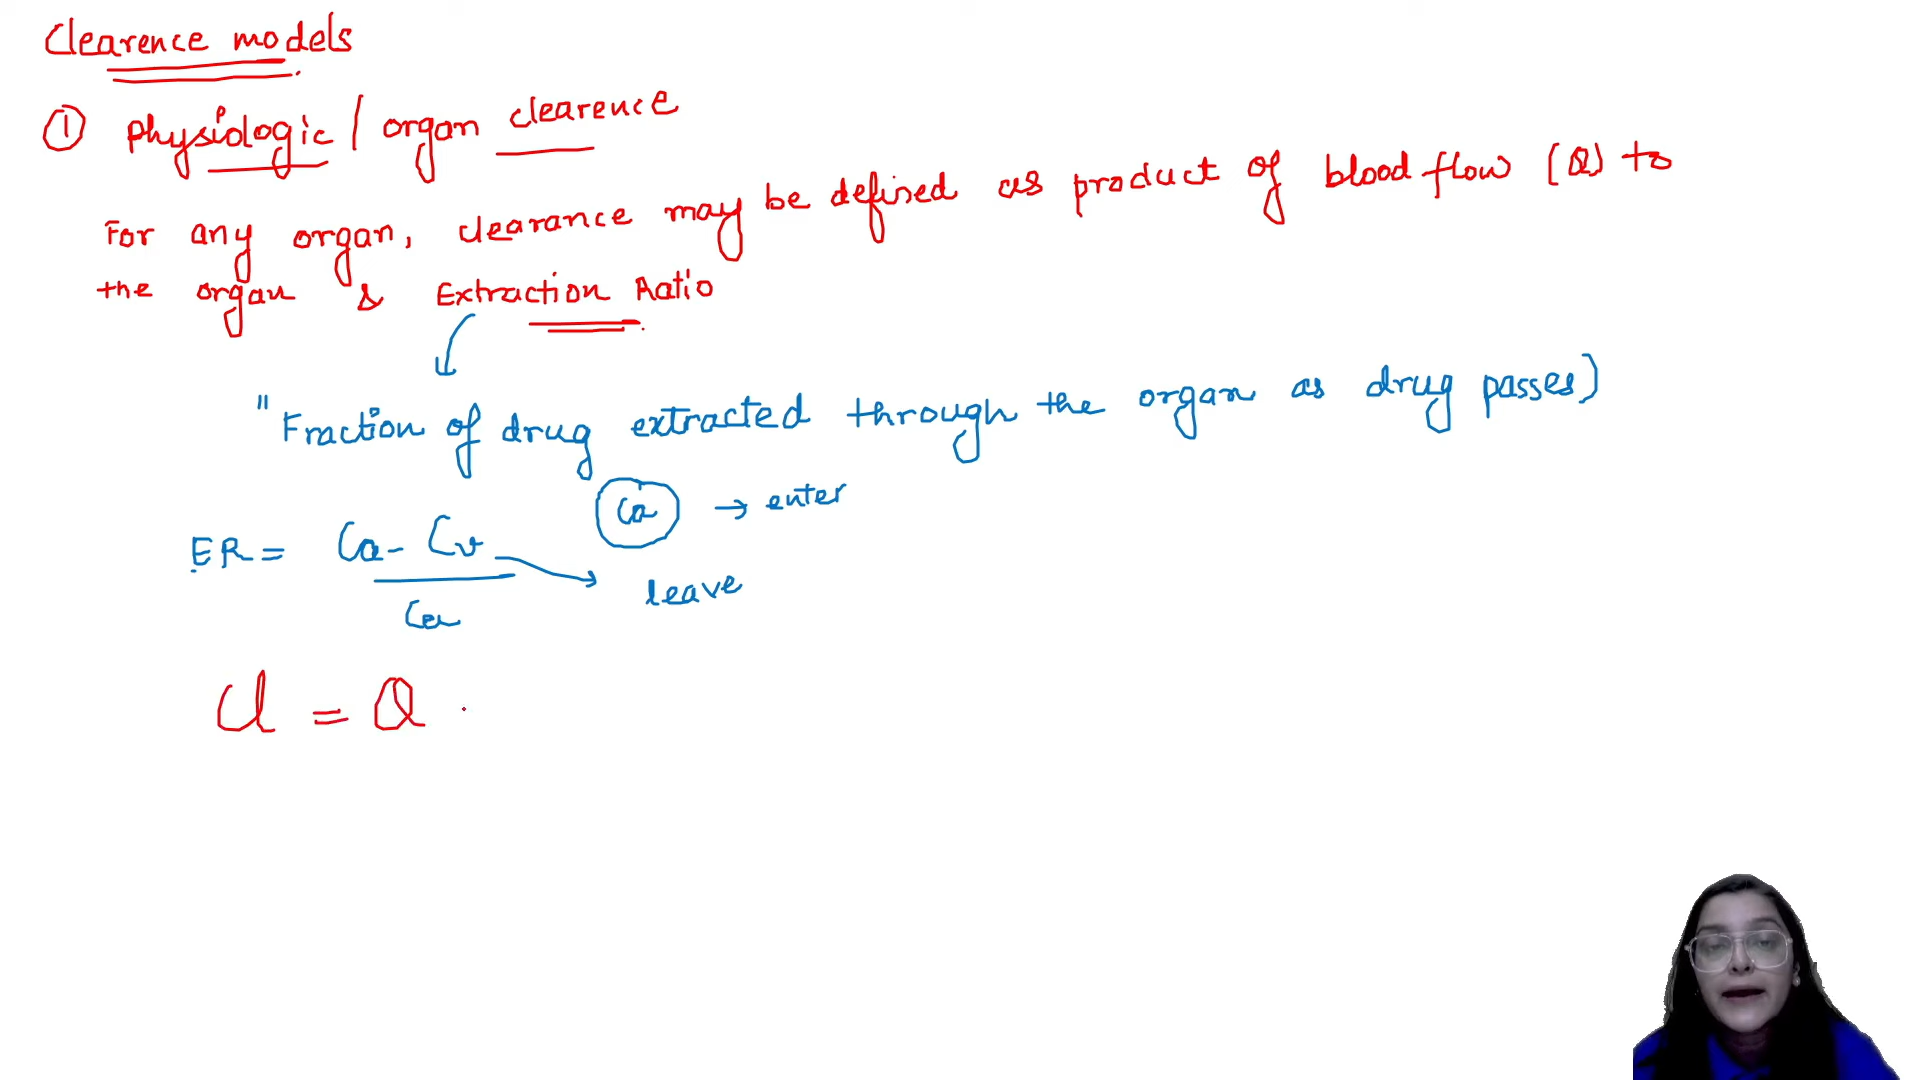 Clearence models
① Physiologic / organ clearence
For any organ, clearance may be defined as product of blood flow (Q) to
the organ & Extraction Ratio
"Fraction of drug extracted through the organ as drug passes)
Ca → enter
ER = Ca - Cv
leave
Ca
Cl = Q .